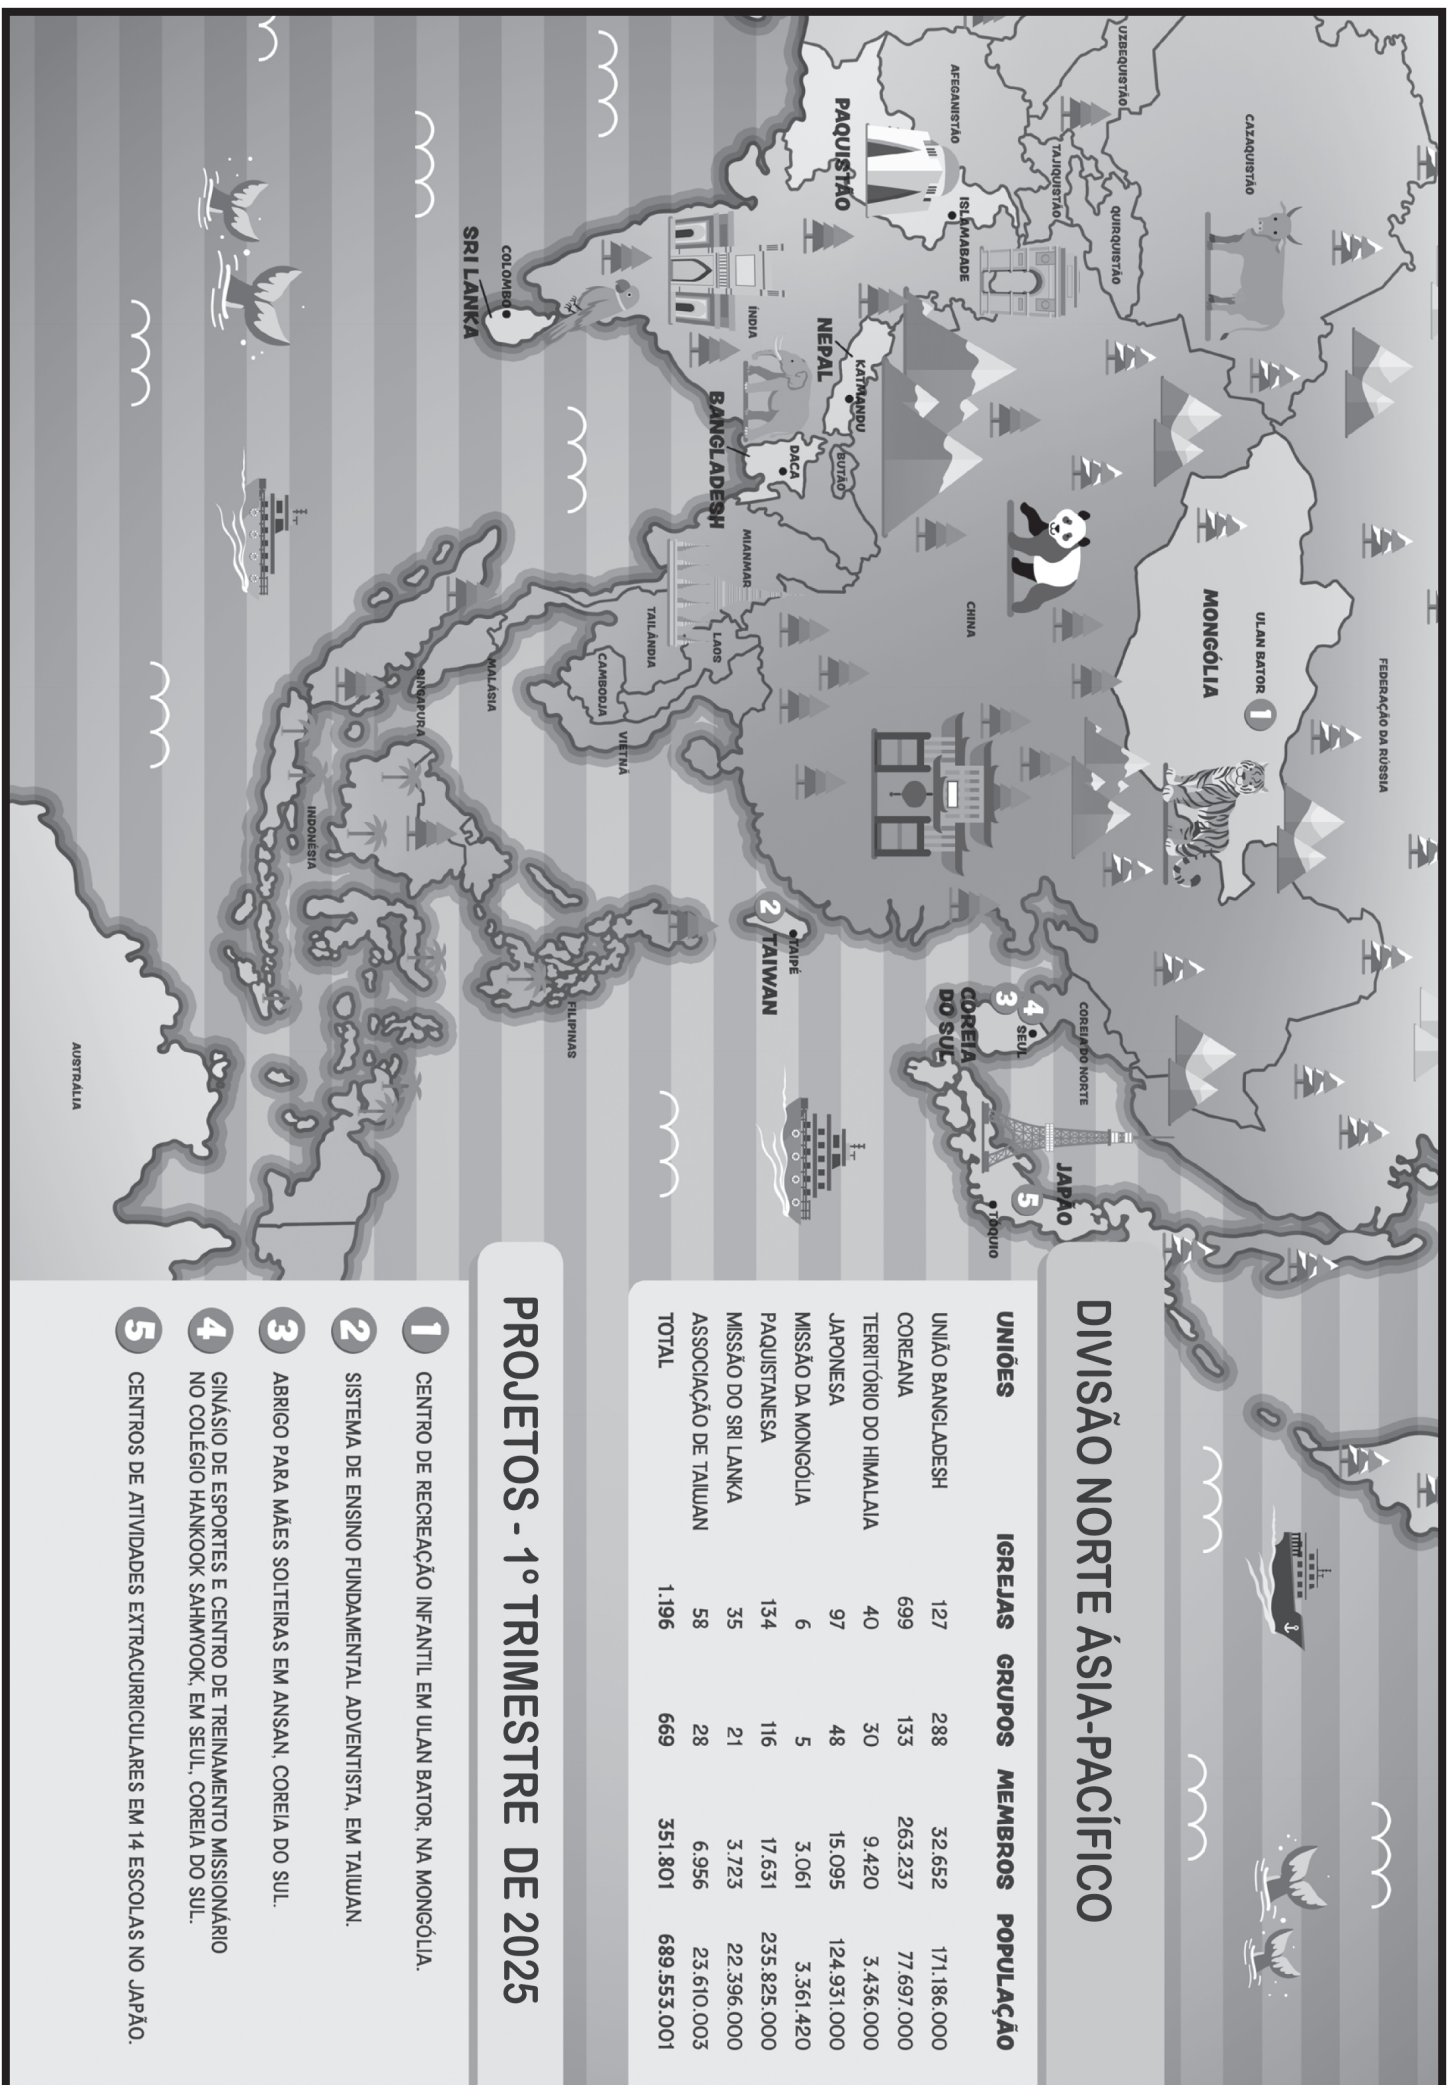 DIVISÃO NORTE ÁSIA-PACÍFICO
UNIÕES IGREJAS GRUPOS MEMBROS POPULAÇÃO
UNIÃO BANGLADESH 127 288 32.652 171.186.000
COREANA 699 133 263.237 77.697.000
TERRITÓRIO DO HIMALAIA 40 30 9.420 3.436.000
JAPONESA 97 48 15.095 124.931.000
MISSÃO DA MONGÓLIA 6 5 3.061 3.361.420
PAQUISTANESA 134 116 17.631 235.825.000
MISSÃO DO SRI LANKA 35 21 3.723 22.396.000
ASSOCIAÇÃO DE TAIWAN 58 28 6.956 23.610.003
TOTAL 1.196 669 351.801 689.553.001
PROJETOS - 1º TRIMESTRE DE 2025
1 CENTRO DE RECREAÇÃO INFANTIL EM ULAN BATOR, NA MONGÓLIA.
2 SISTEMA DE ENSINO FUNDAMENTAL ADVENTISTA, EM TAIWAN.
3 ABRIGO PARA MÃES SOLTEIRAS EM ANSAN, COREIA DO SUL.
4 GINÁSIO DE ESPORTES E CENTRO DE TREINAMENTO MISSIONÁRIO
NO COLÉGIO HANKOOK SAHMYOOK, EM SEUL, COREIA DO SUL.
5 CENTROS DE ATIVIDADES EXTRACURRICULARES EM 14 ESCOLAS NO JAPÃO.
FEDERAÇÃO DA RÚSSIA
CAZAQUISTÃO
ULAN BATOR
1
MONGÓLIA
UZBEQUISTÃO
QUIRQUISTÃO
TAJIQUISTÃO
AFEGANISTÃO
ISLAMABADE
PAQUISTÃO
CHINA
COREIA DO NORTE
JAPÃO
5
TÓQUIO
4
SEUL
3
COREIA
DO SUL
KATMANDU
NEPAL
BUTÃO
DACA
BANGLADESH
ÍNDIA
MIANMAR
LAOS
TAIPÉ
2
TAIWAN
TAILÂNDIA
VIETNÃ
CAMBODJA
FILIPINAS
COLOMBO
SRI LANKA
MALÁSIA
SINGAPURA
INDONÉSIA
AUSTRÁLIA